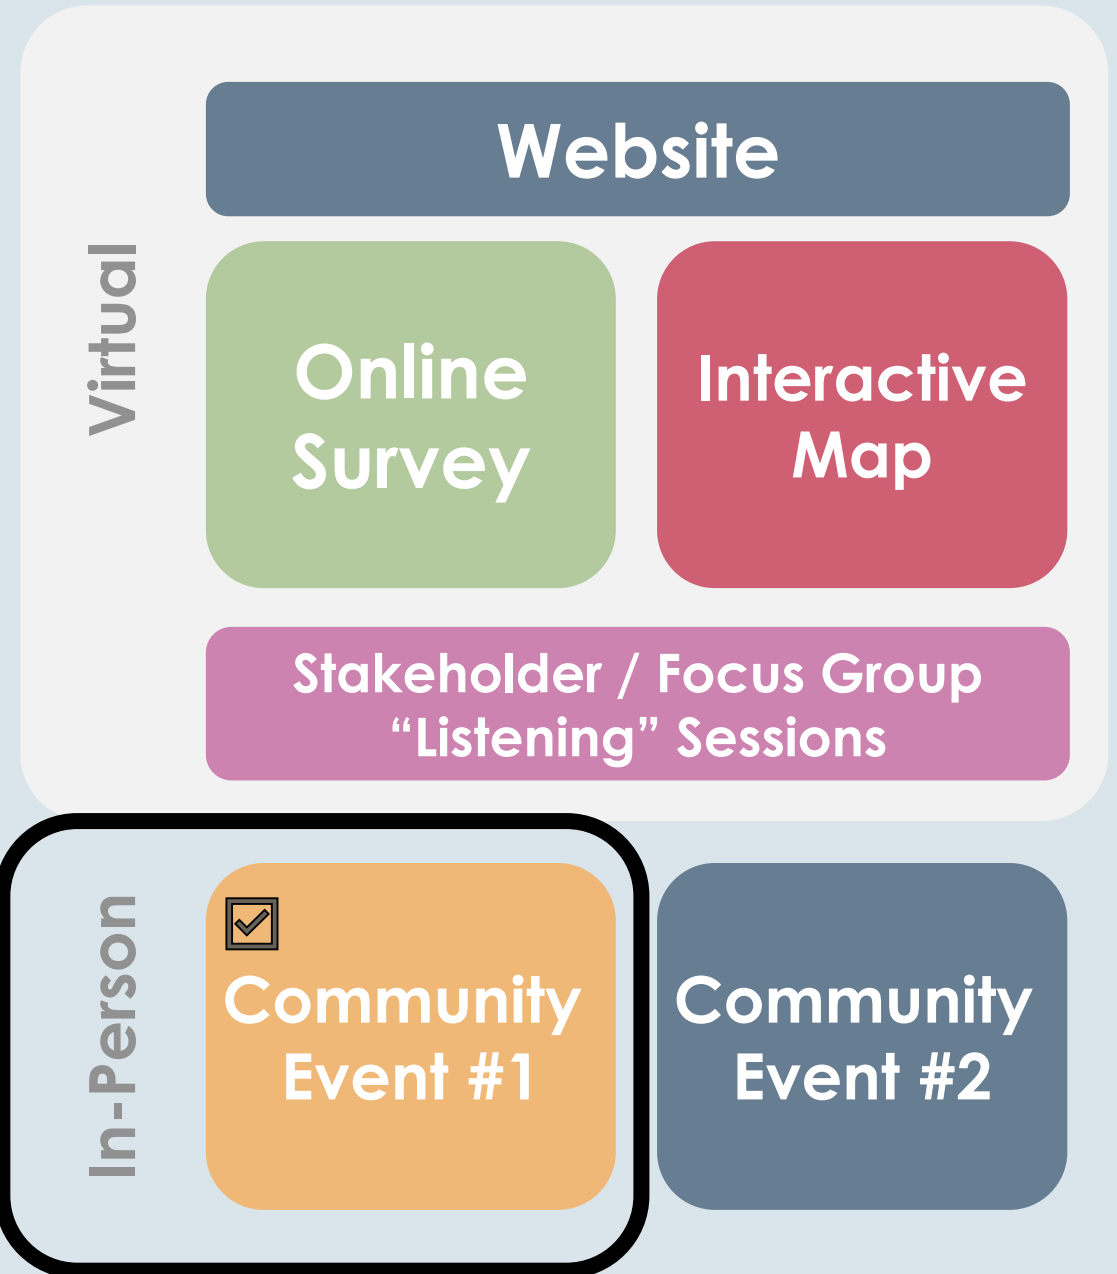 Virtual
Website
Online
Survey
Interactive
Map
Stakeholder / Focus Group
“Listening” Sessions
In-Person
Community
Event #1
Community
Event #2